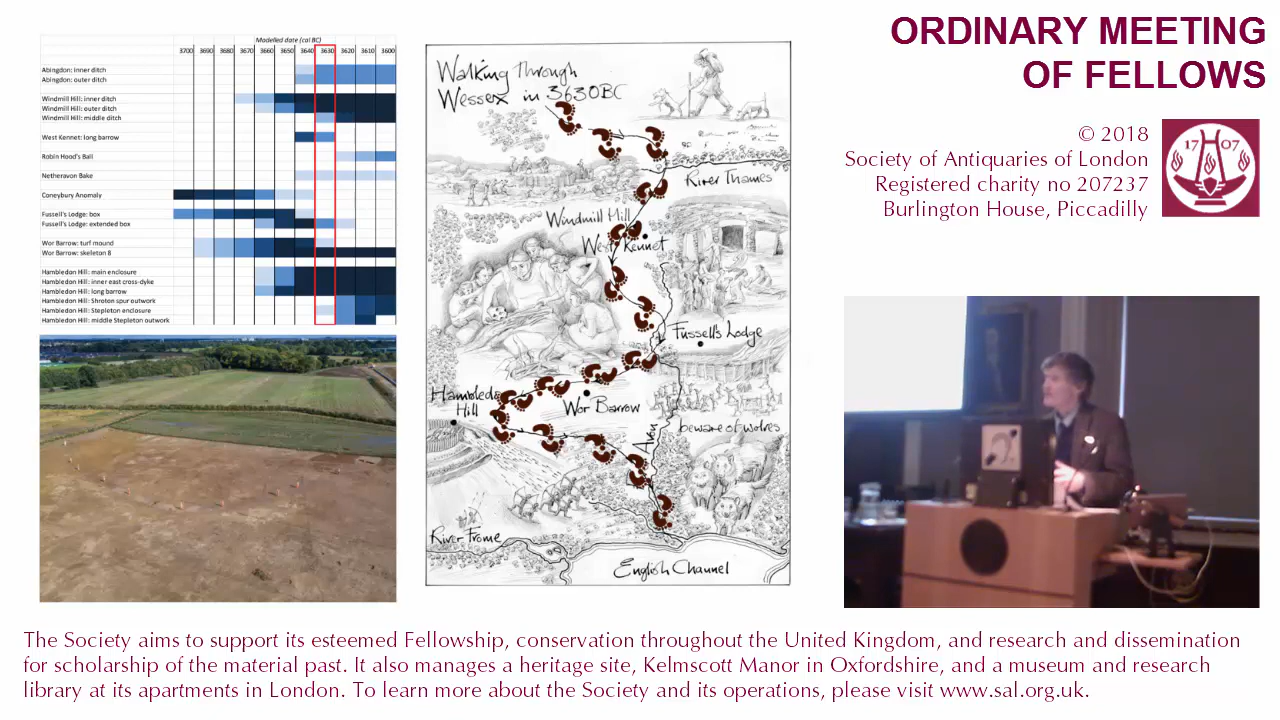 Modelled date (cal BC)
3700 3690 3680 3670 3660 3650 3640 3630 3620 3610 3600
Abingdon: inner ditch
Abingdon: outer ditch
Windmill Hill: inner ditch
Windmill Hill: outer ditch
Windmill Hill: middle ditch
West Kennet: long barrow
Robin Hood's Ball
Netheravon Bake
Coneybury Anomaly
Fussell's Lodge: box
Fussell's Lodge: extended box
Wor Barrow: turf mound
Wor Barrow: skeleton 8
Hambledon Hill: main enclosure
Hambledon Hill: inner east cross-dyke
Hambledon Hill: long barrow
Hambledon Hill: Shroton spur outwork
Hambledon Hill: Stepleton enclosure
Hambledon Hill: middle Stepleton outwork
Walking Through
Wessex in 3630BC
River Thames
Windmill Hill
West Kennet
Fussell's Lodge
Hambledon
Hill
Wor Barrow
Avon
beware of wolves
River Frome
English Channel
ORDINARY MEETING
OF FELLOWS
© 2018
Society of Antiquaries of London
Registered charity no 207237
Burlington House, Piccadilly
17 07
The Society aims to support its esteemed Fellowship, conservation throughout the United Kingdom, and research and dissemination
for scholarship of the material past. It also manages a heritage site, Kelmscott Manor in Oxfordshire, and a museum and research
library at its apartments in London. To learn more about the Society and its operations, please visit www.sal.org.uk.